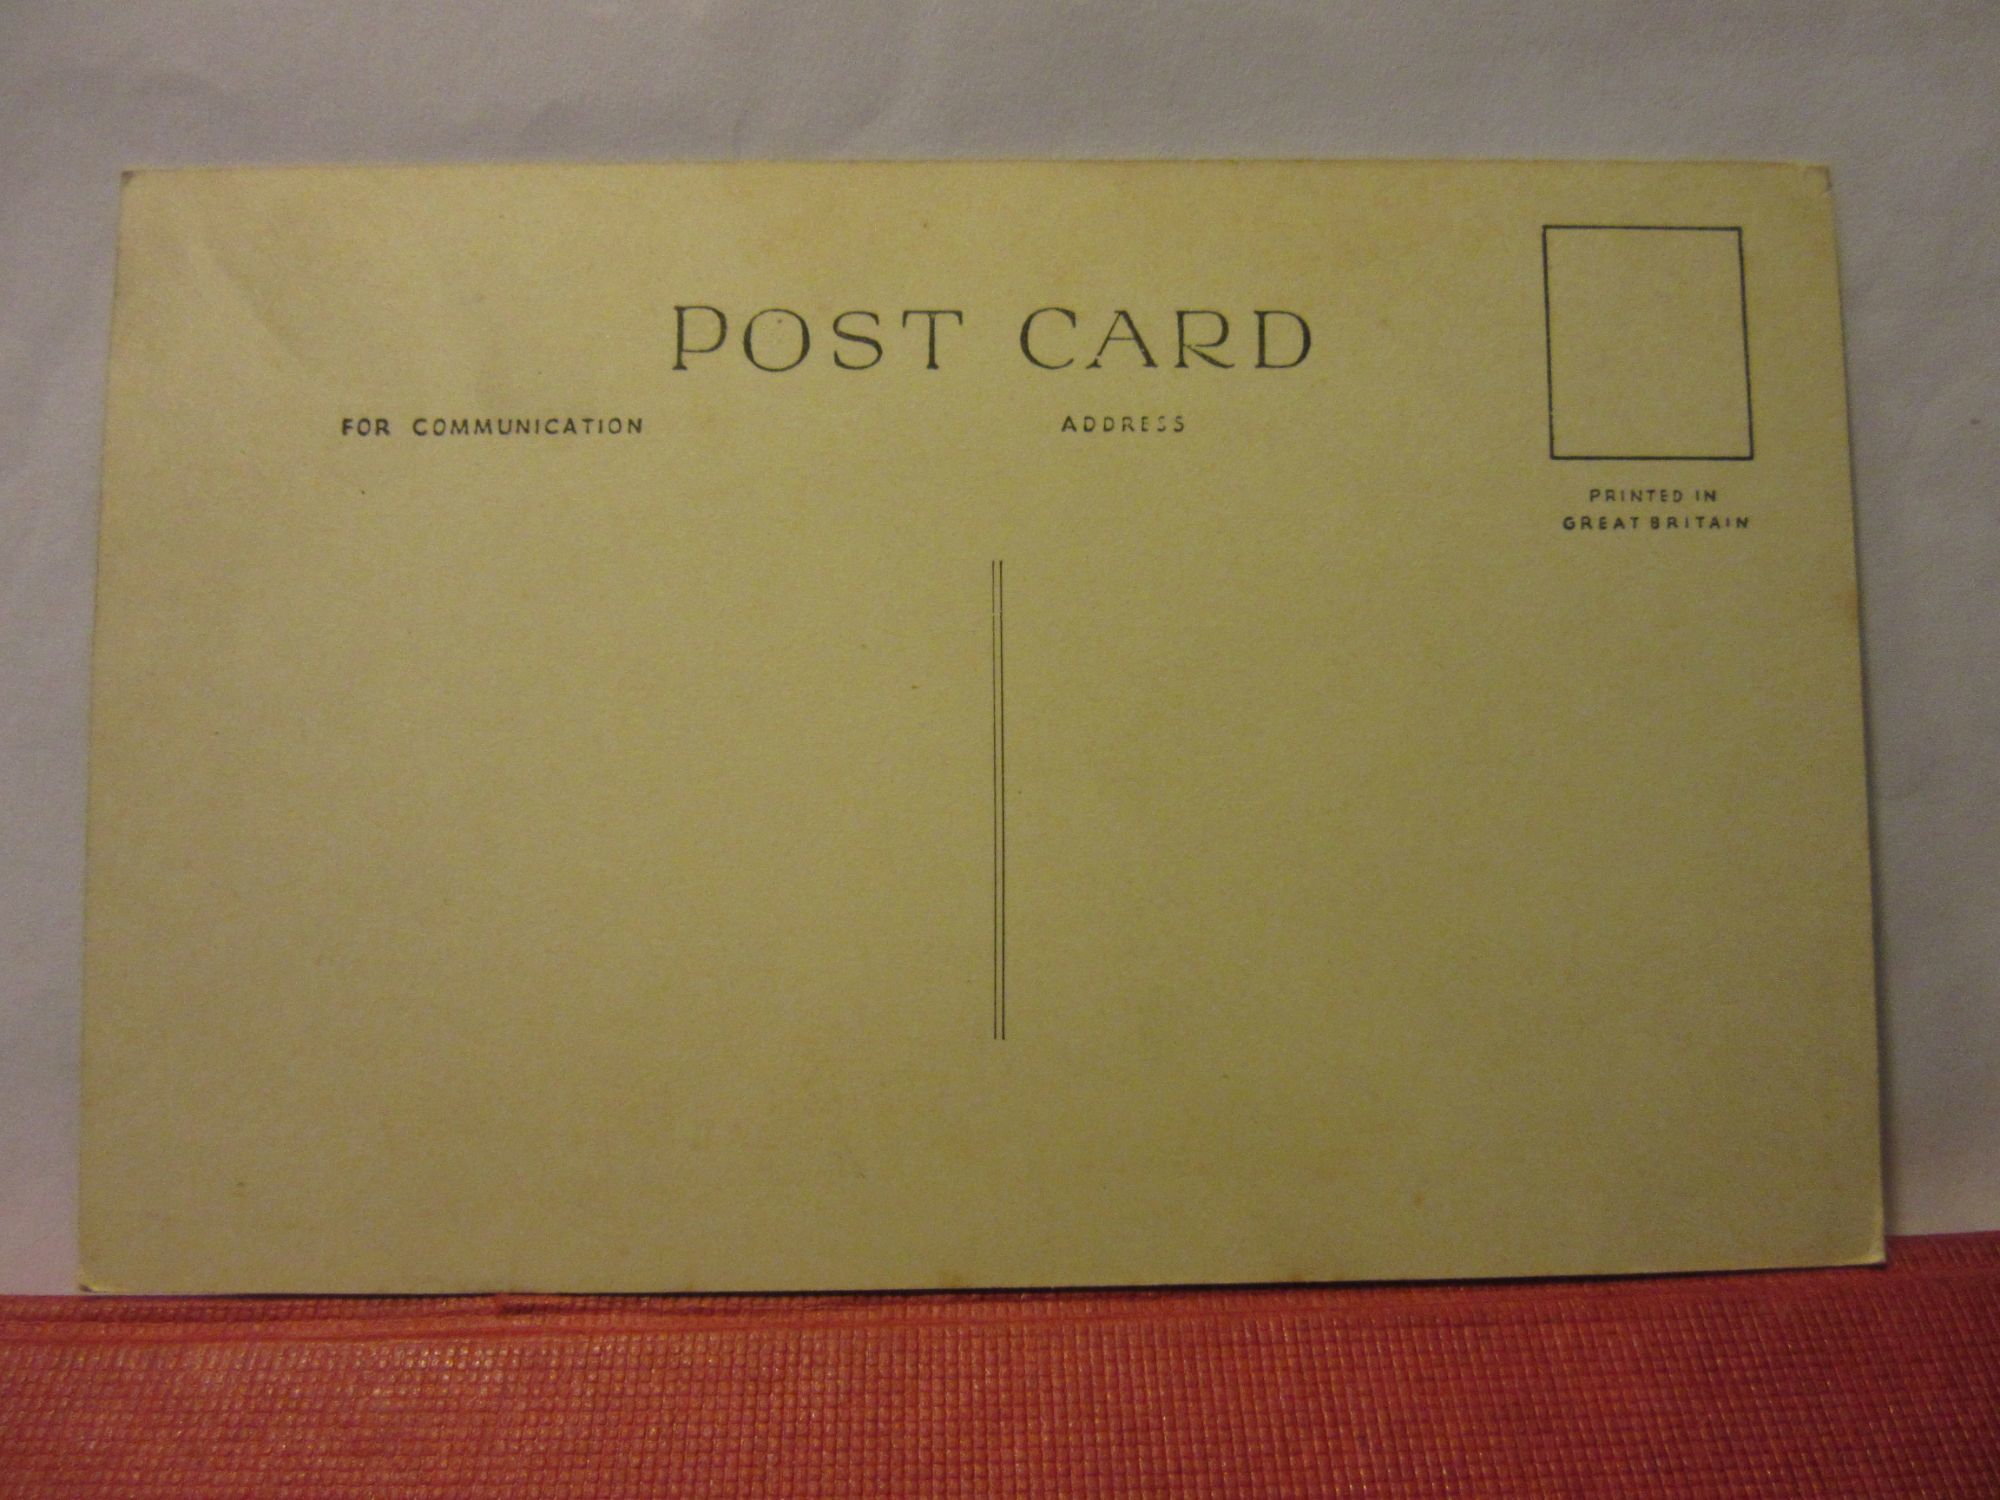 POST CARD
FOR COMMUNICATION
ADDRESS
PRINTED IN
GREAT BRITAIN